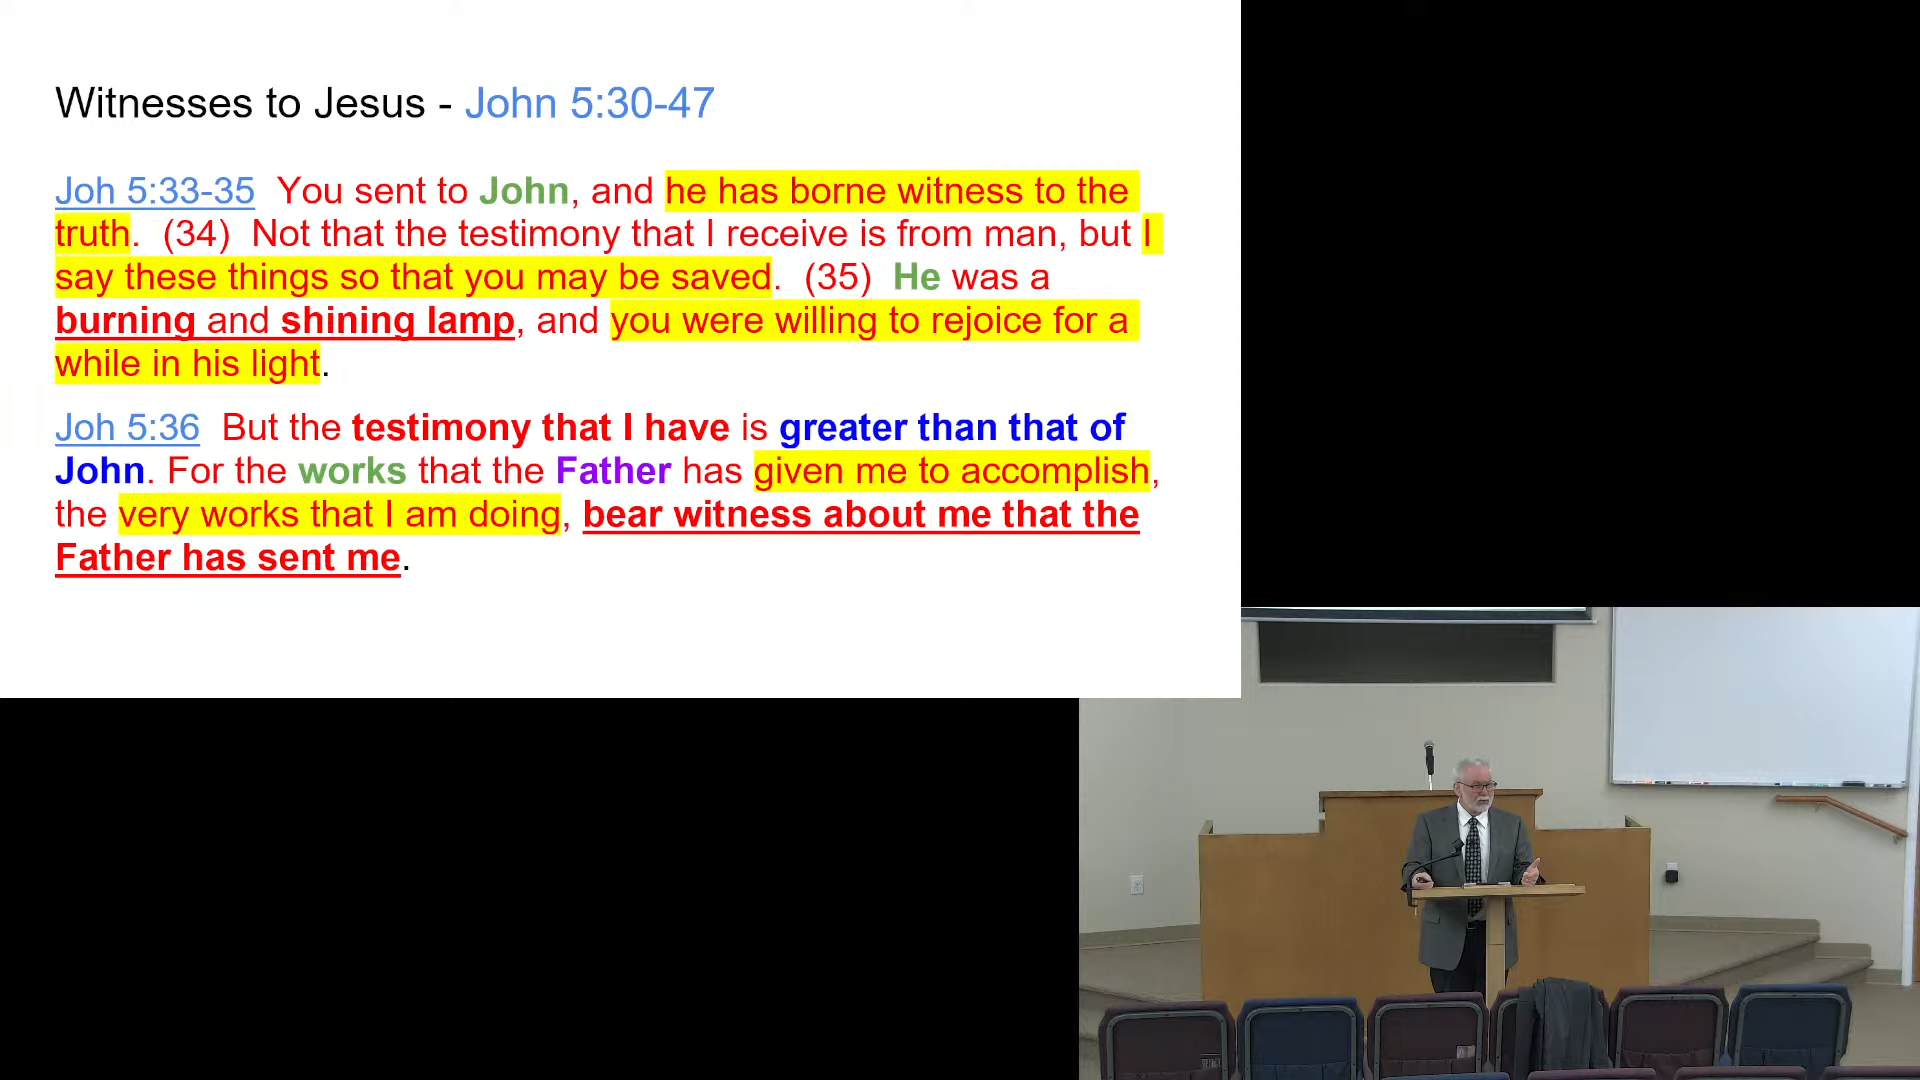 Witnesses to Jesus - John 5:30-47
Joh 5:33-35 You sent to John, and he has borne witness to the
truth. (34) Not that the testimony that I receive is from man, but I
say these things so that you may be saved. (35) He was a
burning and shining lamp, and you were willing to rejoice for a
while in his light.
Joh 5:36 But the testimony that I have is greater than that of
John. For the works that the Father has given me to accomplish,
the very works that I am doing, bear witness about me that the
Father has sent me.